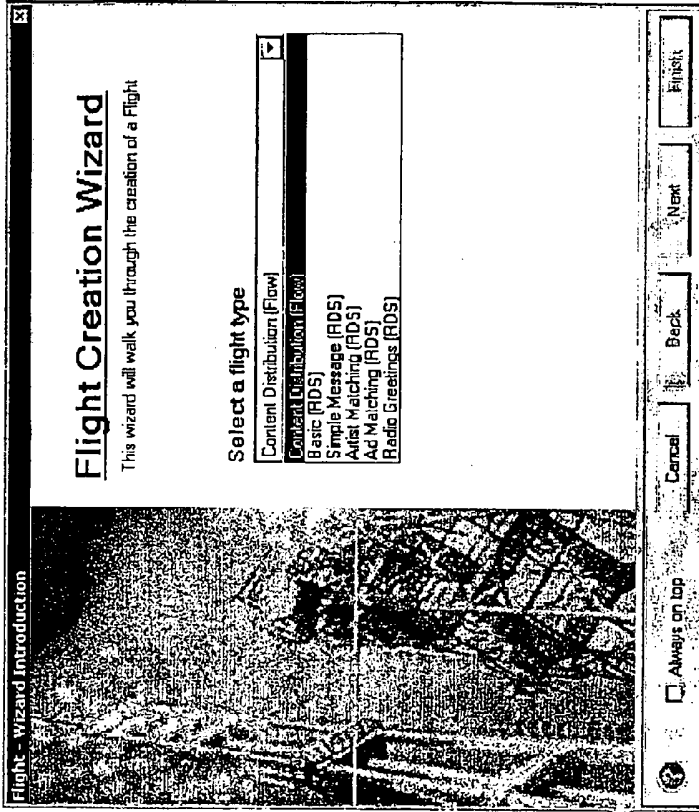 Flight - Wizard Introduction
Flight Creation Wizard
This wizard will walk you through the creation of a Flight
Select a flight type
Content Distribution (Flow)
Content Distribution (Flow)
Basic (RDS)
Simple Message (RDS)
Artist Matching (RDS)
Ad Matching (RDS)
Radio Greetings (RDS)
Always on top
Cancel
Back
Next
Finish